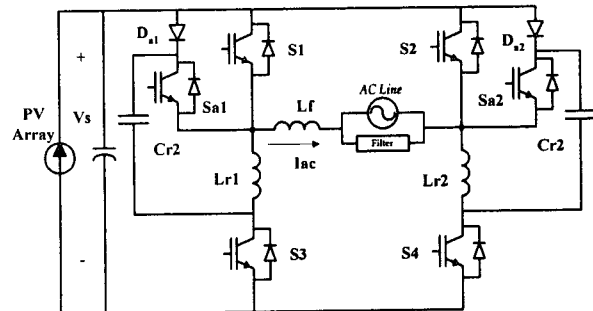 Da1
S1
S2
Da2
+
Sa1
AC Line
Sa2
PV
Array
Vs
Lf
Cr2
Filter
Cr2
Iac
Lr1
Lr2
-
S3
S4